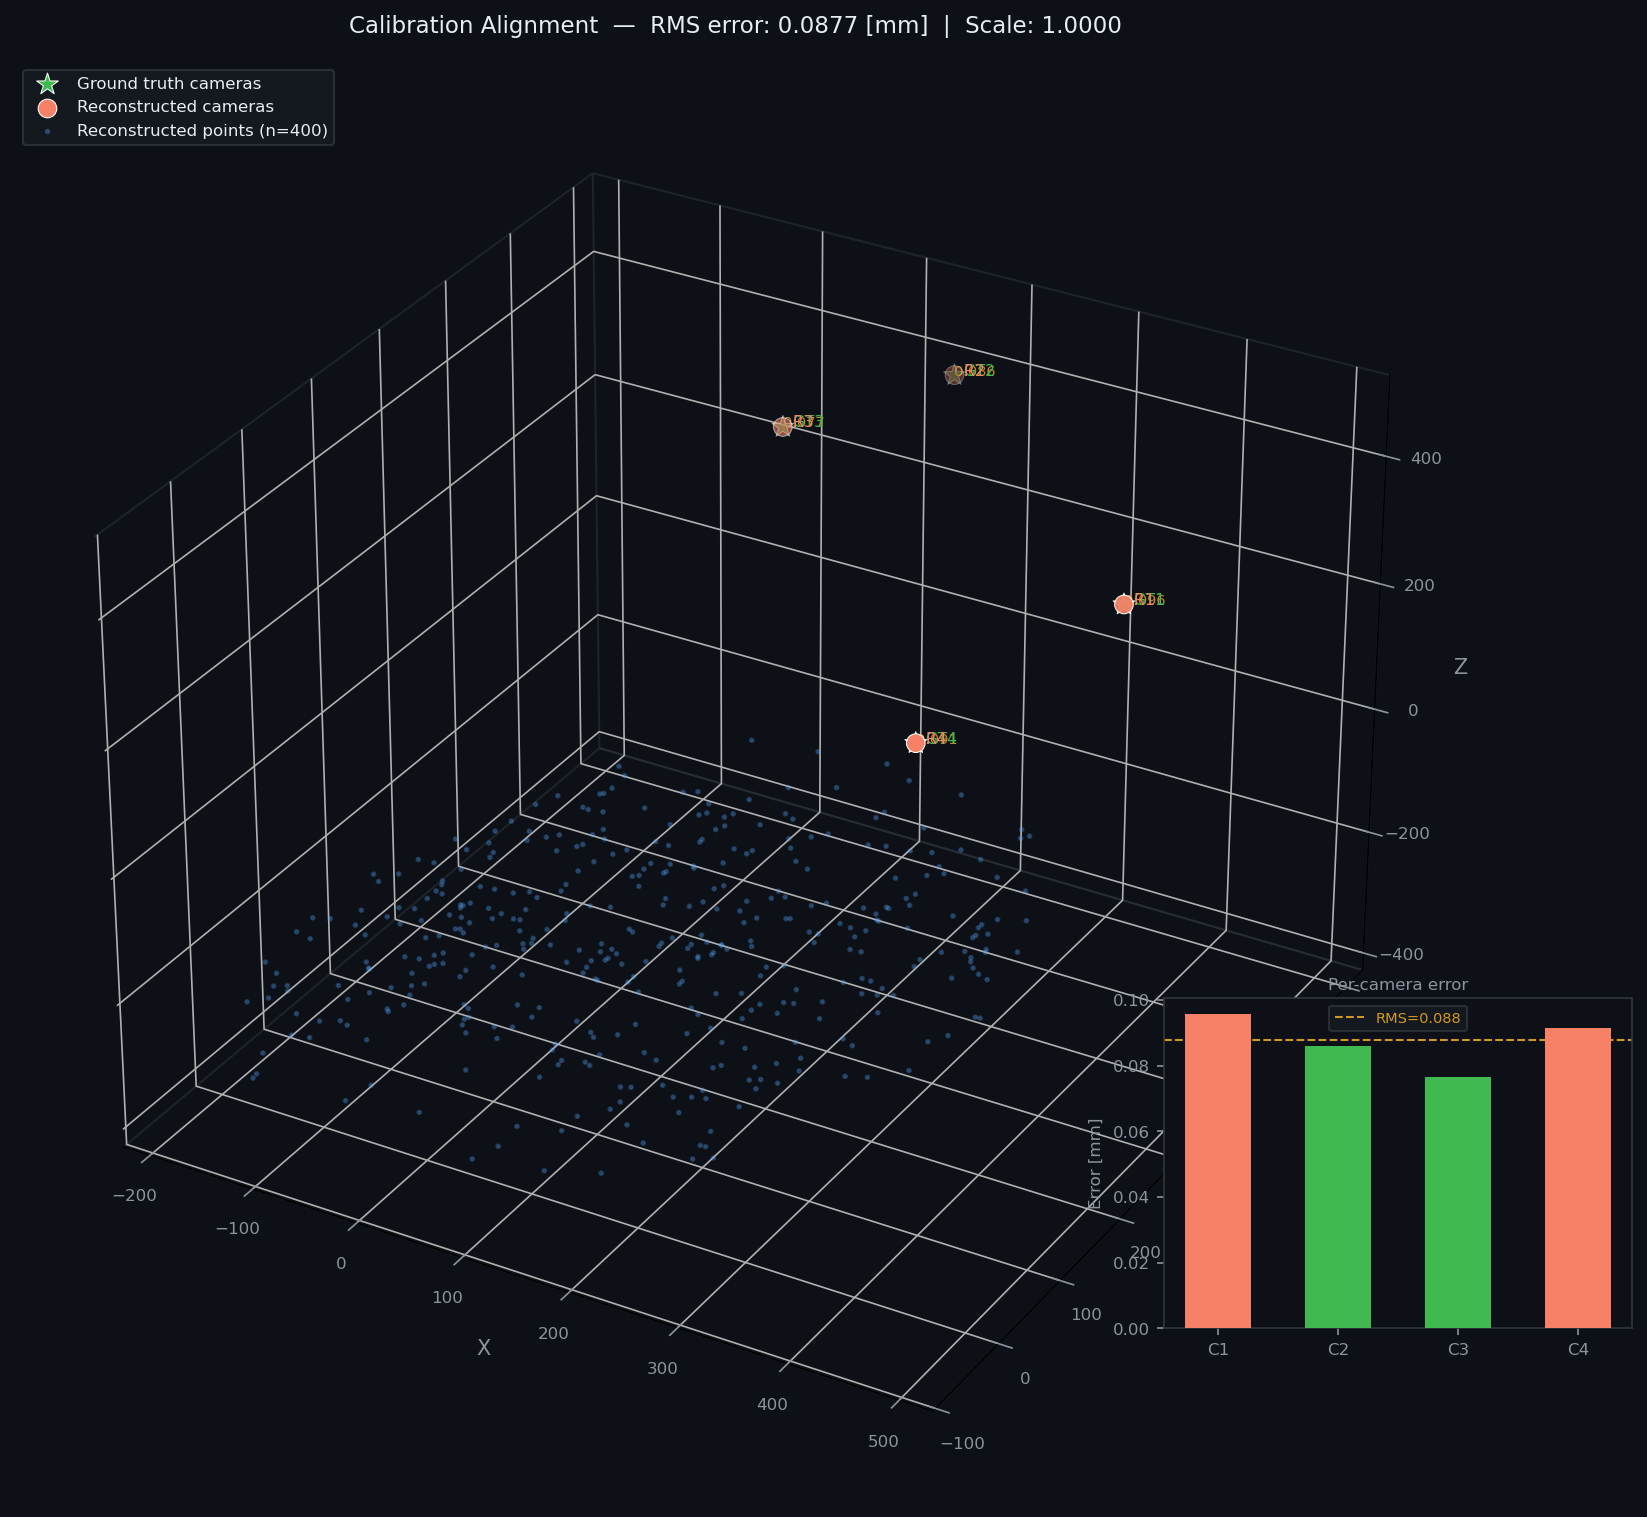 Calibration Alignment — RMS error: 0.0877 [mm] | Scale: 1.0000
Ground truth cameras
Reconstructed cameras
Reconstructed points (n=400)
400
200
0
−200
−400
Z
−200
−100
0
100
200
300
400
500
X
−100
0
100
200
Per-camera error
RMS=0.088
Error [mm]
0.10
0.08
0.06
0.04
0.02
0.00
C1
C2
C3
C4